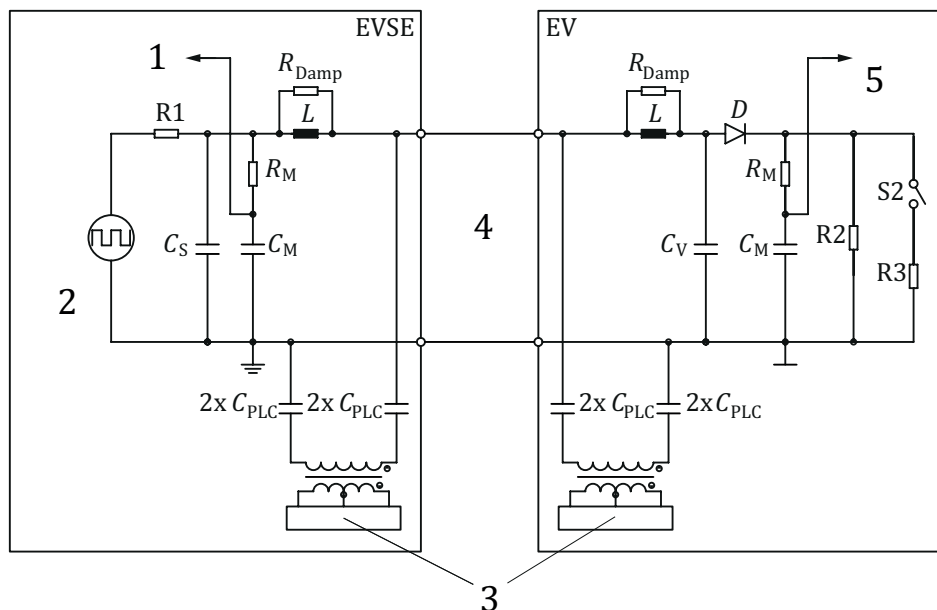 EVSE
EV
1
R_Damp
R_Damp
5
L
L
D
R1
R_M
R_M
S2
4
C_S
C_M
C_V
C_M
R2
R3
2
2x C_PLC
2x C_PLC
2x C_PLC
2x C_PLC
3